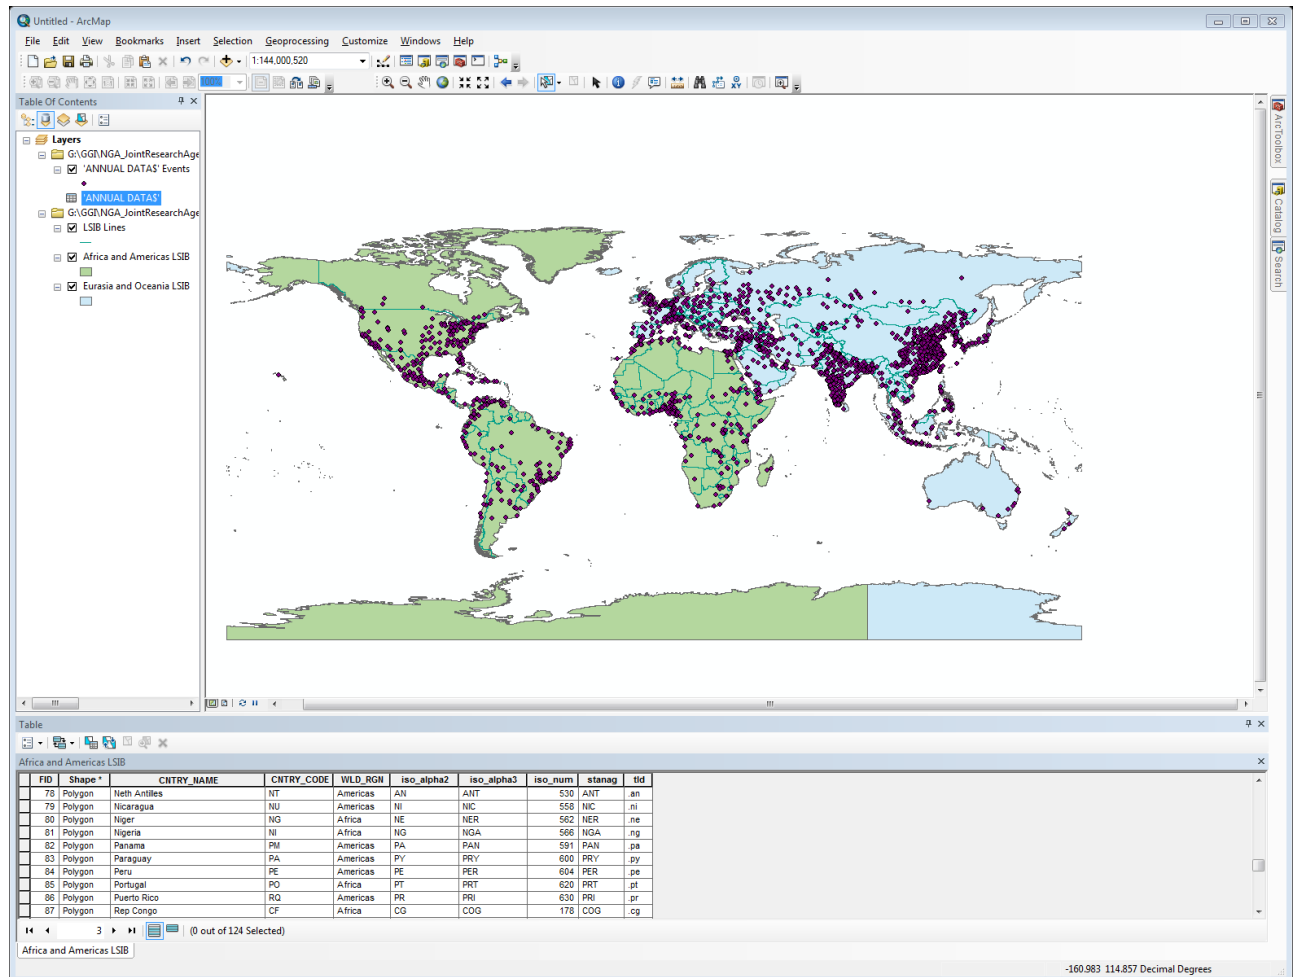 Untitled - ArcMap
File Edit View Bookmarks Insert Selection Geoprocessing Customize Windows Help
1:144,000,520
100%
Table Of Contents
Layers
G:\GGI\NGA_JointResearchAge
'ANNUAL DATA$' Events
'ANNUAL DATA$'
G:\GGI\NGA_JointResearchAge
LSIB Lines
Africa and Americas LSIB
Eurasia and Oceania LSIB
ArcToolbox
Catalog
Search
Table
Africa and Americas LSIB
FID Shape * CNTRY_NAME CNTRY_CODE WLD_RGN iso_alpha2 iso_alpha3 iso_num stanag tld
78 Polygon Neth Antilles NT Americas AN ANT 530 ANT .an
79 Polygon Nicaragua NU Americas NI NIC 558 NIC .ni
80 Polygon Niger NG Africa NE NER 562 NER .ne
81 Polygon Nigeria NI Africa NG NGA 566 NGA .ng
82 Polygon Panama PM Americas PA PAN 591 PAN .pa
83 Polygon Paraguay PA Americas PY PRY 600 PRY .py
84 Polygon Peru PE Americas PE PER 604 PER .pe
85 Polygon Portugal PO Africa PT PRT 620 PRT .pt
86 Polygon Puerto Rico RQ Americas PR PRI 630 PRI .pr
87 Polygon Rep Congo CF Africa CG COG 178 COG .cg
3 (0 out of 124 Selected)
Africa and Americas LSIB
-160.983 114.857 Decimal Degrees